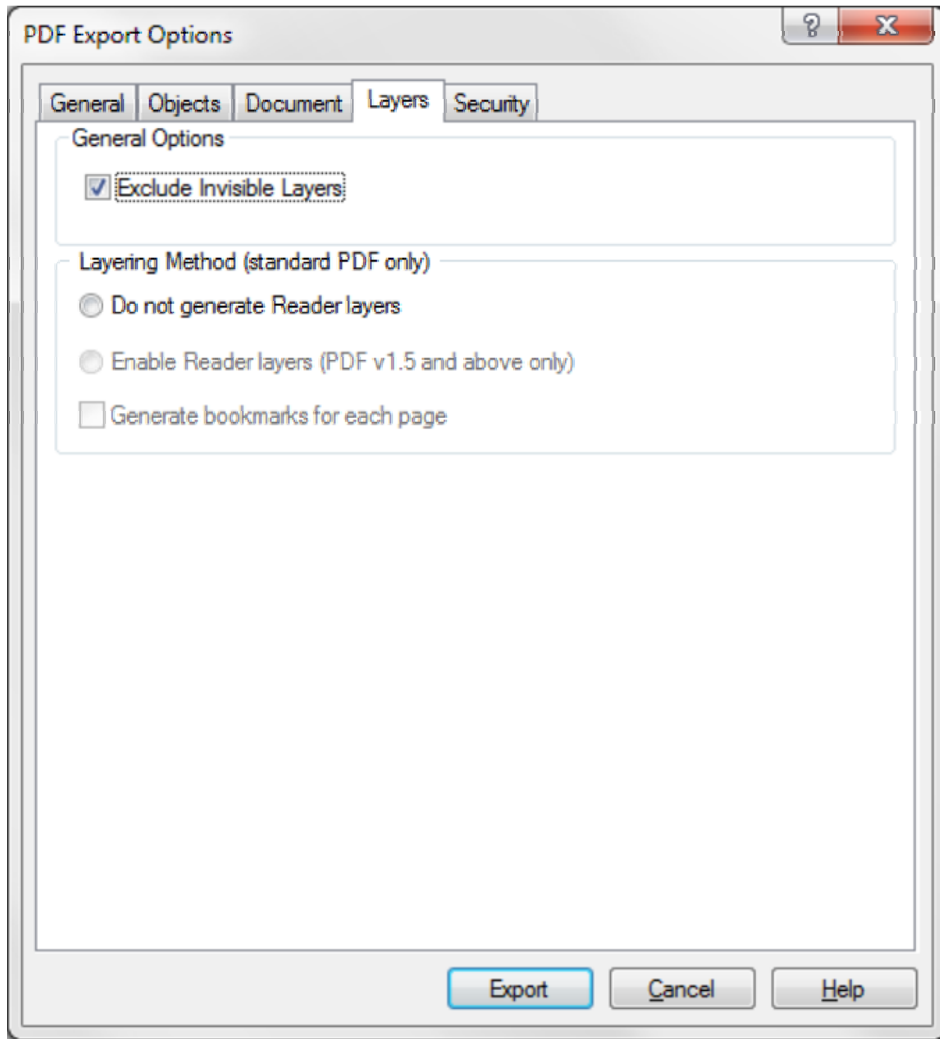 PDF Export Options
General Objects Document Layers Security
General Options
Exclude Invisible Layers
Layering Method (standard PDF only)
Do not generate Reader layers
Enable Reader layers (PDF v1.5 and above only)
Generate bookmarks for each page
Export Cancel Help